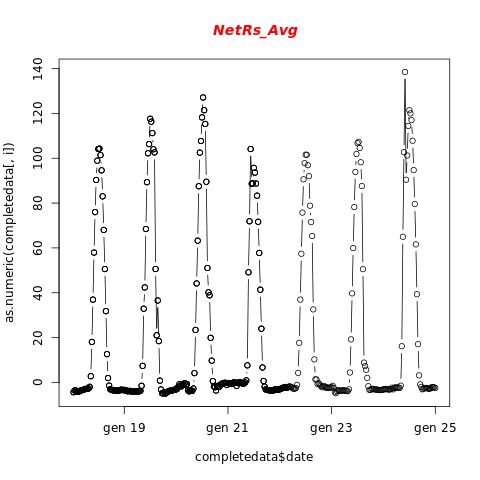 NetRs_Avg
as.numeric(completedata[, i])
140
120
100
80
60
40
20
0
gen 19 gen 21 gen 23 gen 25
completedata$date